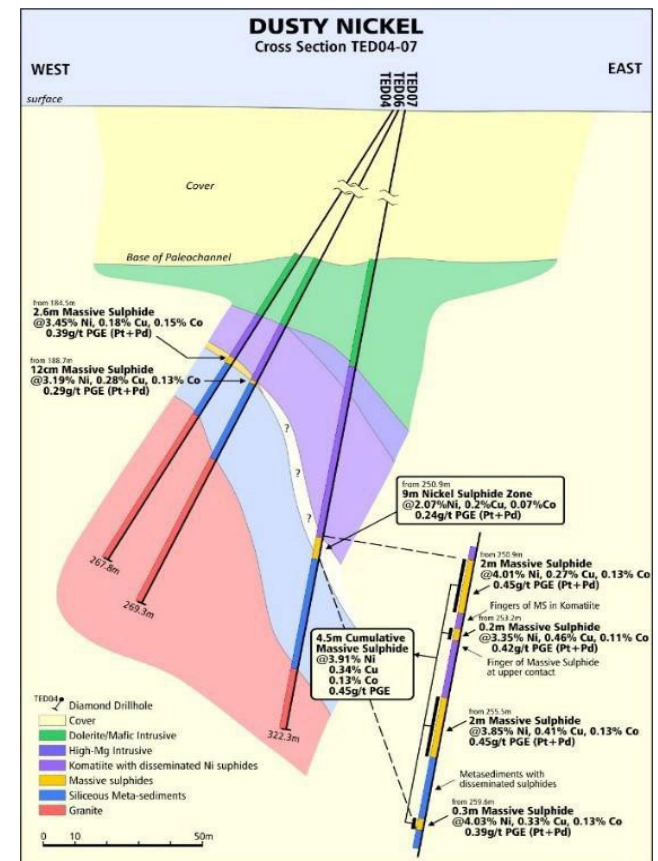 DUSTY NICKEL
Cross Section TED04-07
WEST
EAST
TED04
TED06
TED07
surface
Cover
Base of Paleochannel
from 184.5m
2.6m Massive Sulphide
@3.45% Ni, 0.18% Cu, 0.15% Co
0.39g/t PGE (Pt+Pd)
from 188.7m
12cm Massive Sulphide
@3.19% Ni, 0.28% Cu, 0.13% Co
0.29g/t PGE (Pt+Pd)
?
?
?
from 250.9m
9m Nickel Sulphide Zone
@2.07%Ni, 0.2%Cu, 0.07%Co
0.24g/t PGE (Pt+Pd)
267.8m
269.3m
322.3m
from 250.9m
2m Massive Sulphide
@4.01% Ni, 0.27% Cu, 0.13% Co
0.45g/t PGE (Pt+Pd)
Fingers of MS in Komatiite
from 253.2m
0.2m Massive Sulphide
@3.35% Ni, 0.46% Cu, 0.11% Co
0.42g/t PGE (Pt+Pd)
Finger of Massive Sulphide
at upper contact
4.5m Cumulative
Massive Sulphide
@3.91% Ni
0.34% Cu
0.13% Co
0.45g/t PGE
from 255.5m
2m Massive Sulphide
@3.85% Ni, 0.41% Cu, 0.13% Co
0.45g/t PGE (Pt+Pd)
Metasediments with
disseminated sulphides
from 259.6m
0.3m Massive Sulphide
@4.03% Ni, 0.33% Cu, 0.13% Co
0.39g/t PGE (Pt+Pd)
TED04
Diamond Drillhole
Cover
Dolerite/Mafic Intrusive
High-Mg Intrusive
Komatiite with disseminated Ni suphides
Massive sulphides
Siliceous Meta-sediments
Granite
0 10 50m